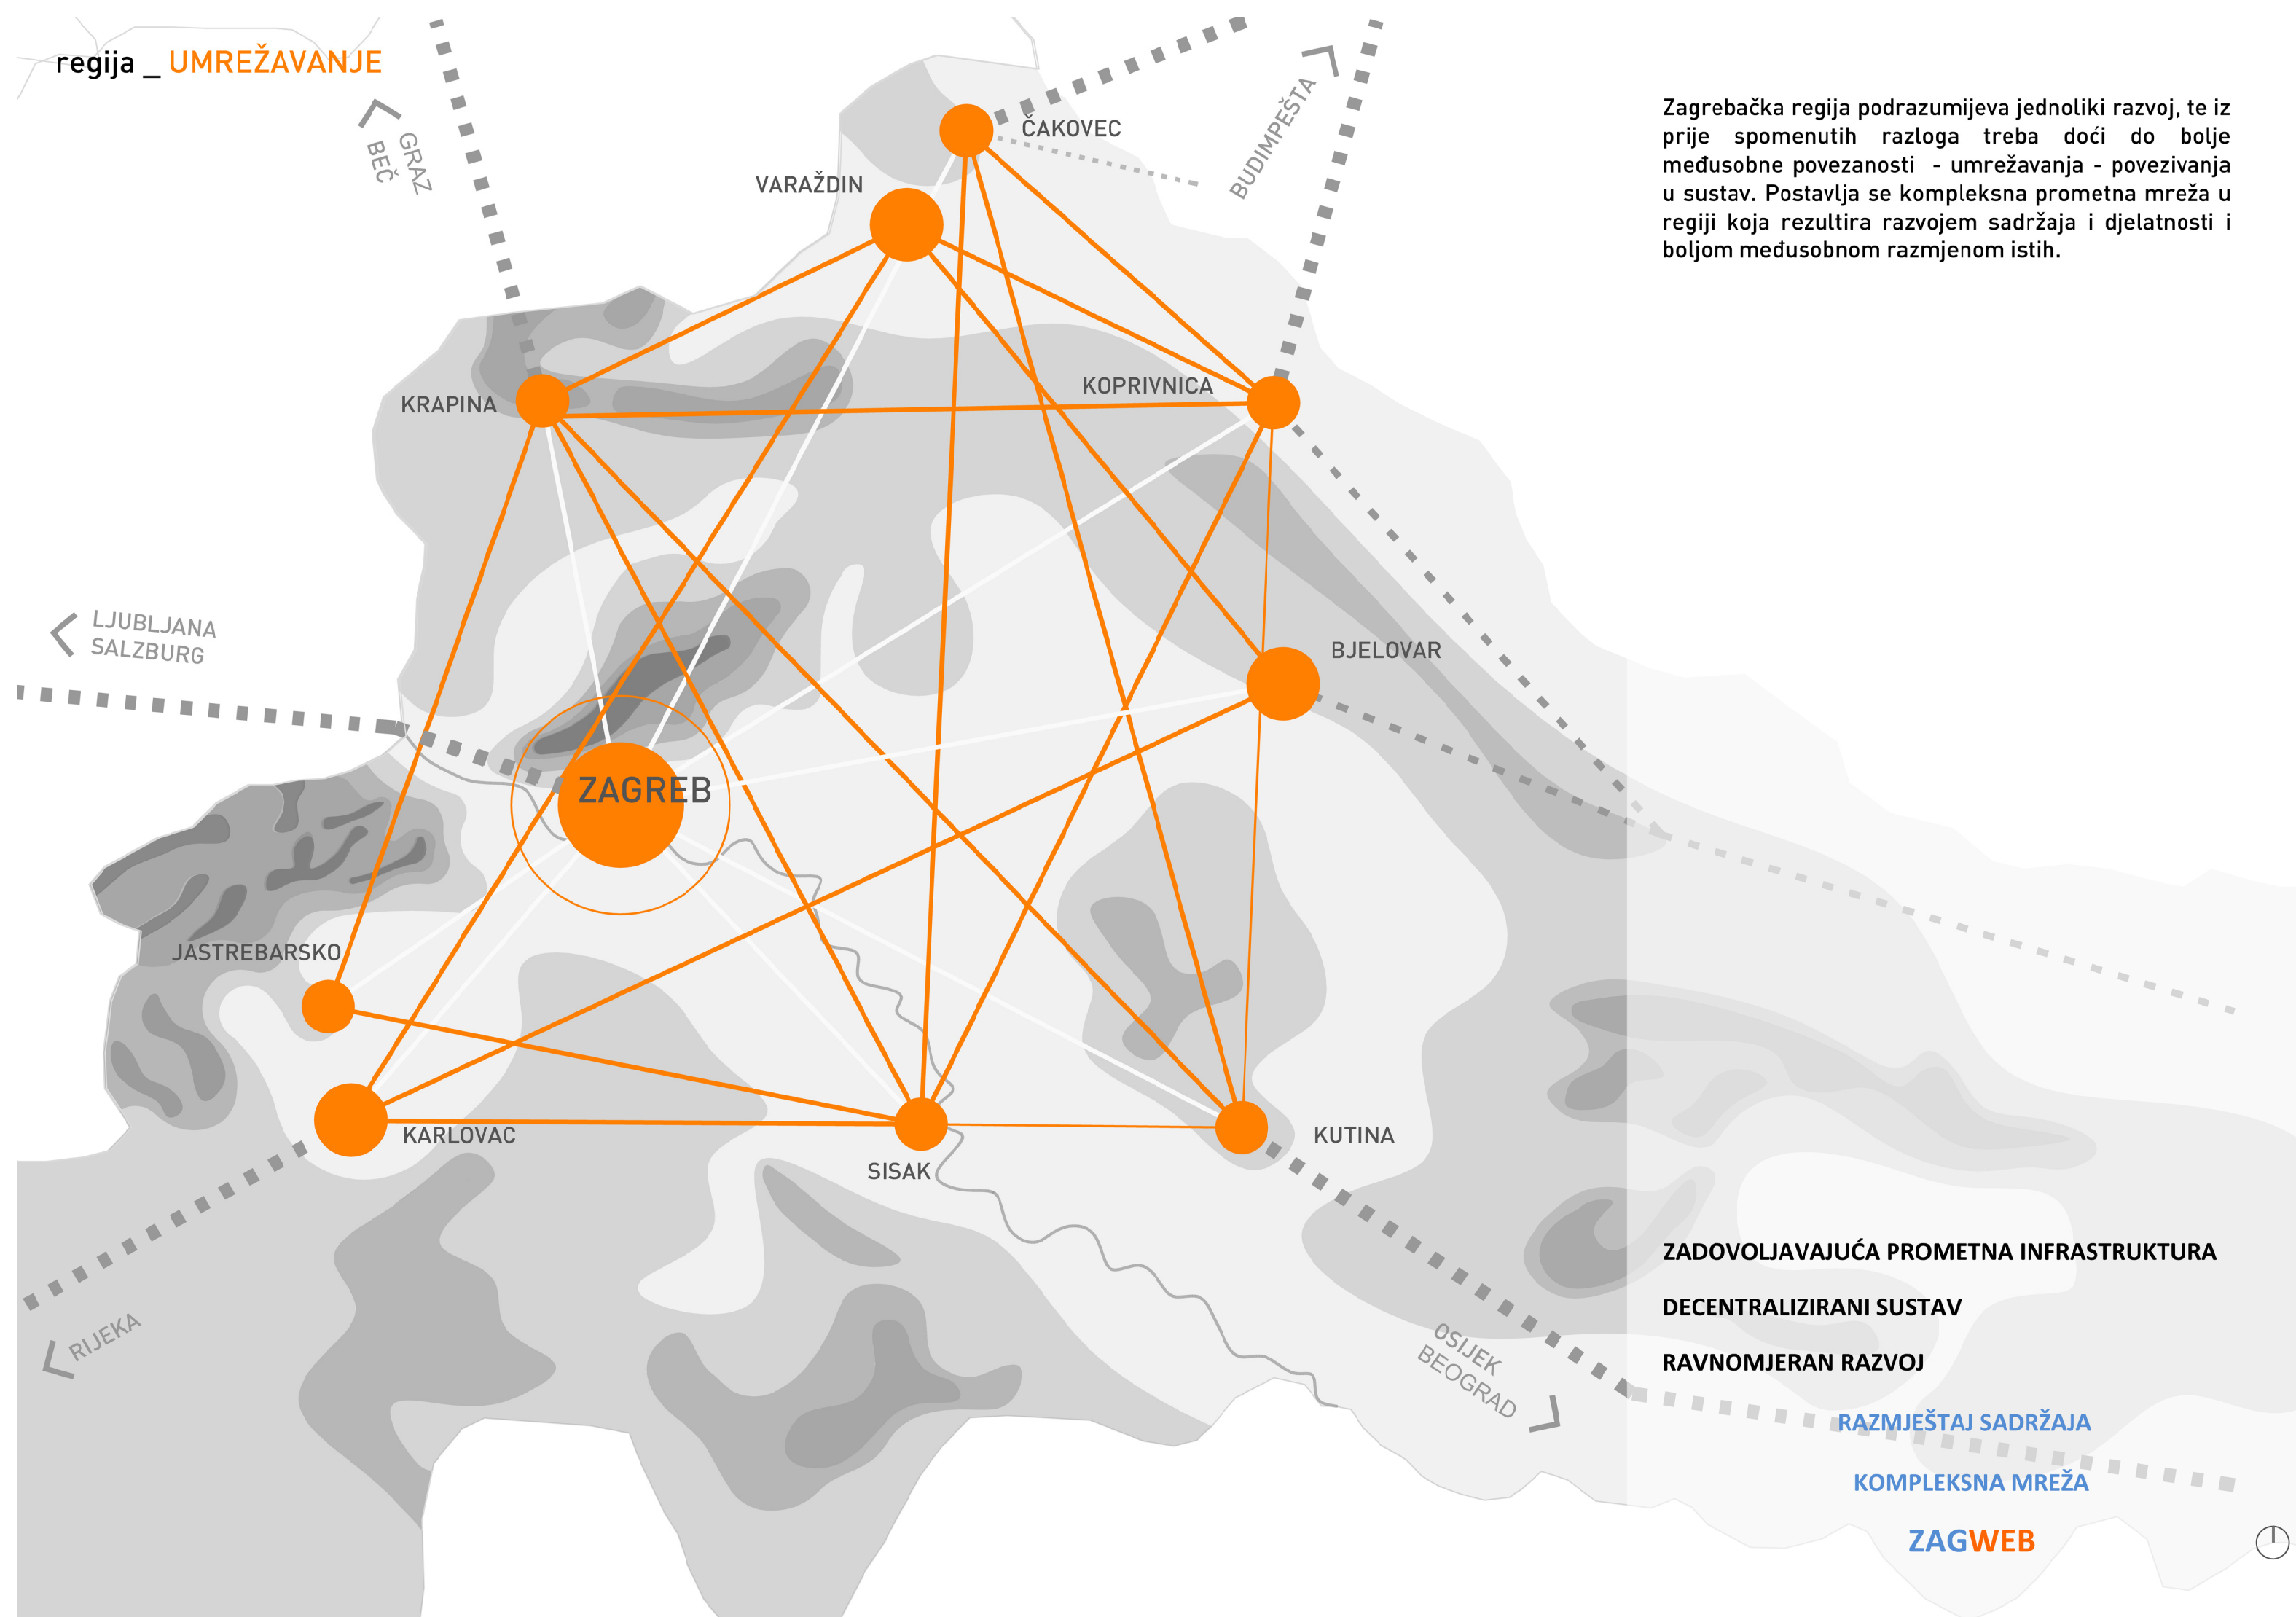 regija _ UMREŽAVANJE
Zagrebačka regija podrazumijeva jednoliki razvoj, te iz
prije spomenutih razloga treba doći do bolje
međusobne povezanosti - umrežavanja - povezivanja
u sustav. Postavlja se kompleksna prometna mreža u
regiji koja rezultira razvojem sadržaja i djelatnosti i
boljom međusobnom razmjenom istih.
GRAZ
BEČ
BUDIMPEŠTA
ČAKOVEC
VARAŽDIN
KRAPINA
KOPRIVNICA
LJUBLJANA
SALZBURG
BJELOVAR
ZAGREB
JASTREBARSKO
KARLOVAC
SISAK
KUTINA
RIJEKA
OSIJEK
BEOGRAD
ZADOVOLJAVAJUĆA PROMETNA INFRASTRUKTURA
DECENTRALIZIRANI SUSTAV
RAVNOMJERAN RAZVOJ
RAZMJEŠTAJ SADRŽAJA
KOMPLEKSNA MREŽA
ZAGWEB